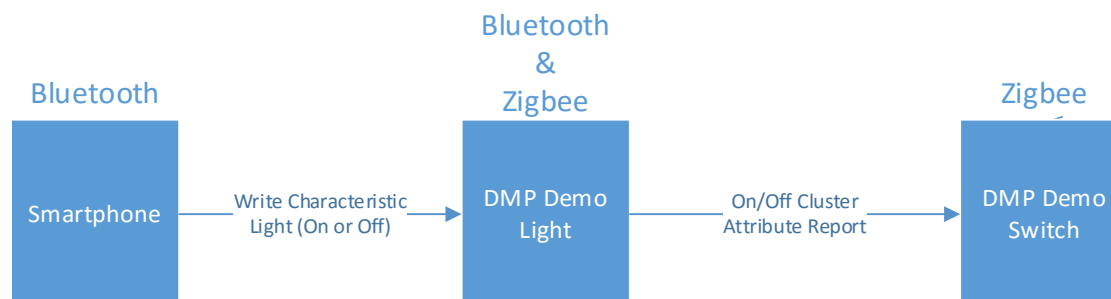 Bluetooth
Smartphone
Write Characteristic
Light (On or Off)
Bluetooth
&
Zigbee
DMP Demo
Light
On/Off Cluster
Attribute Report
Zigbee
DMP Demo
Switch